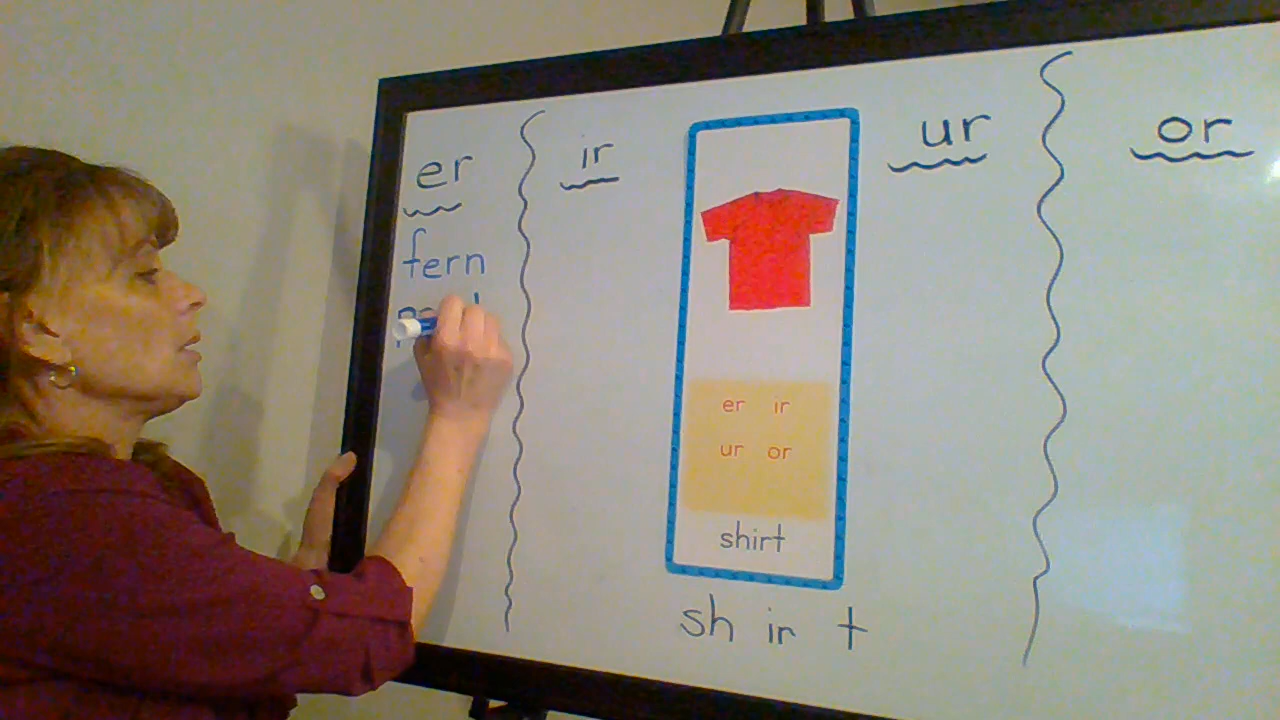 er
fern
ir
er ir
ur or
shirt
sh ir t
ur
or